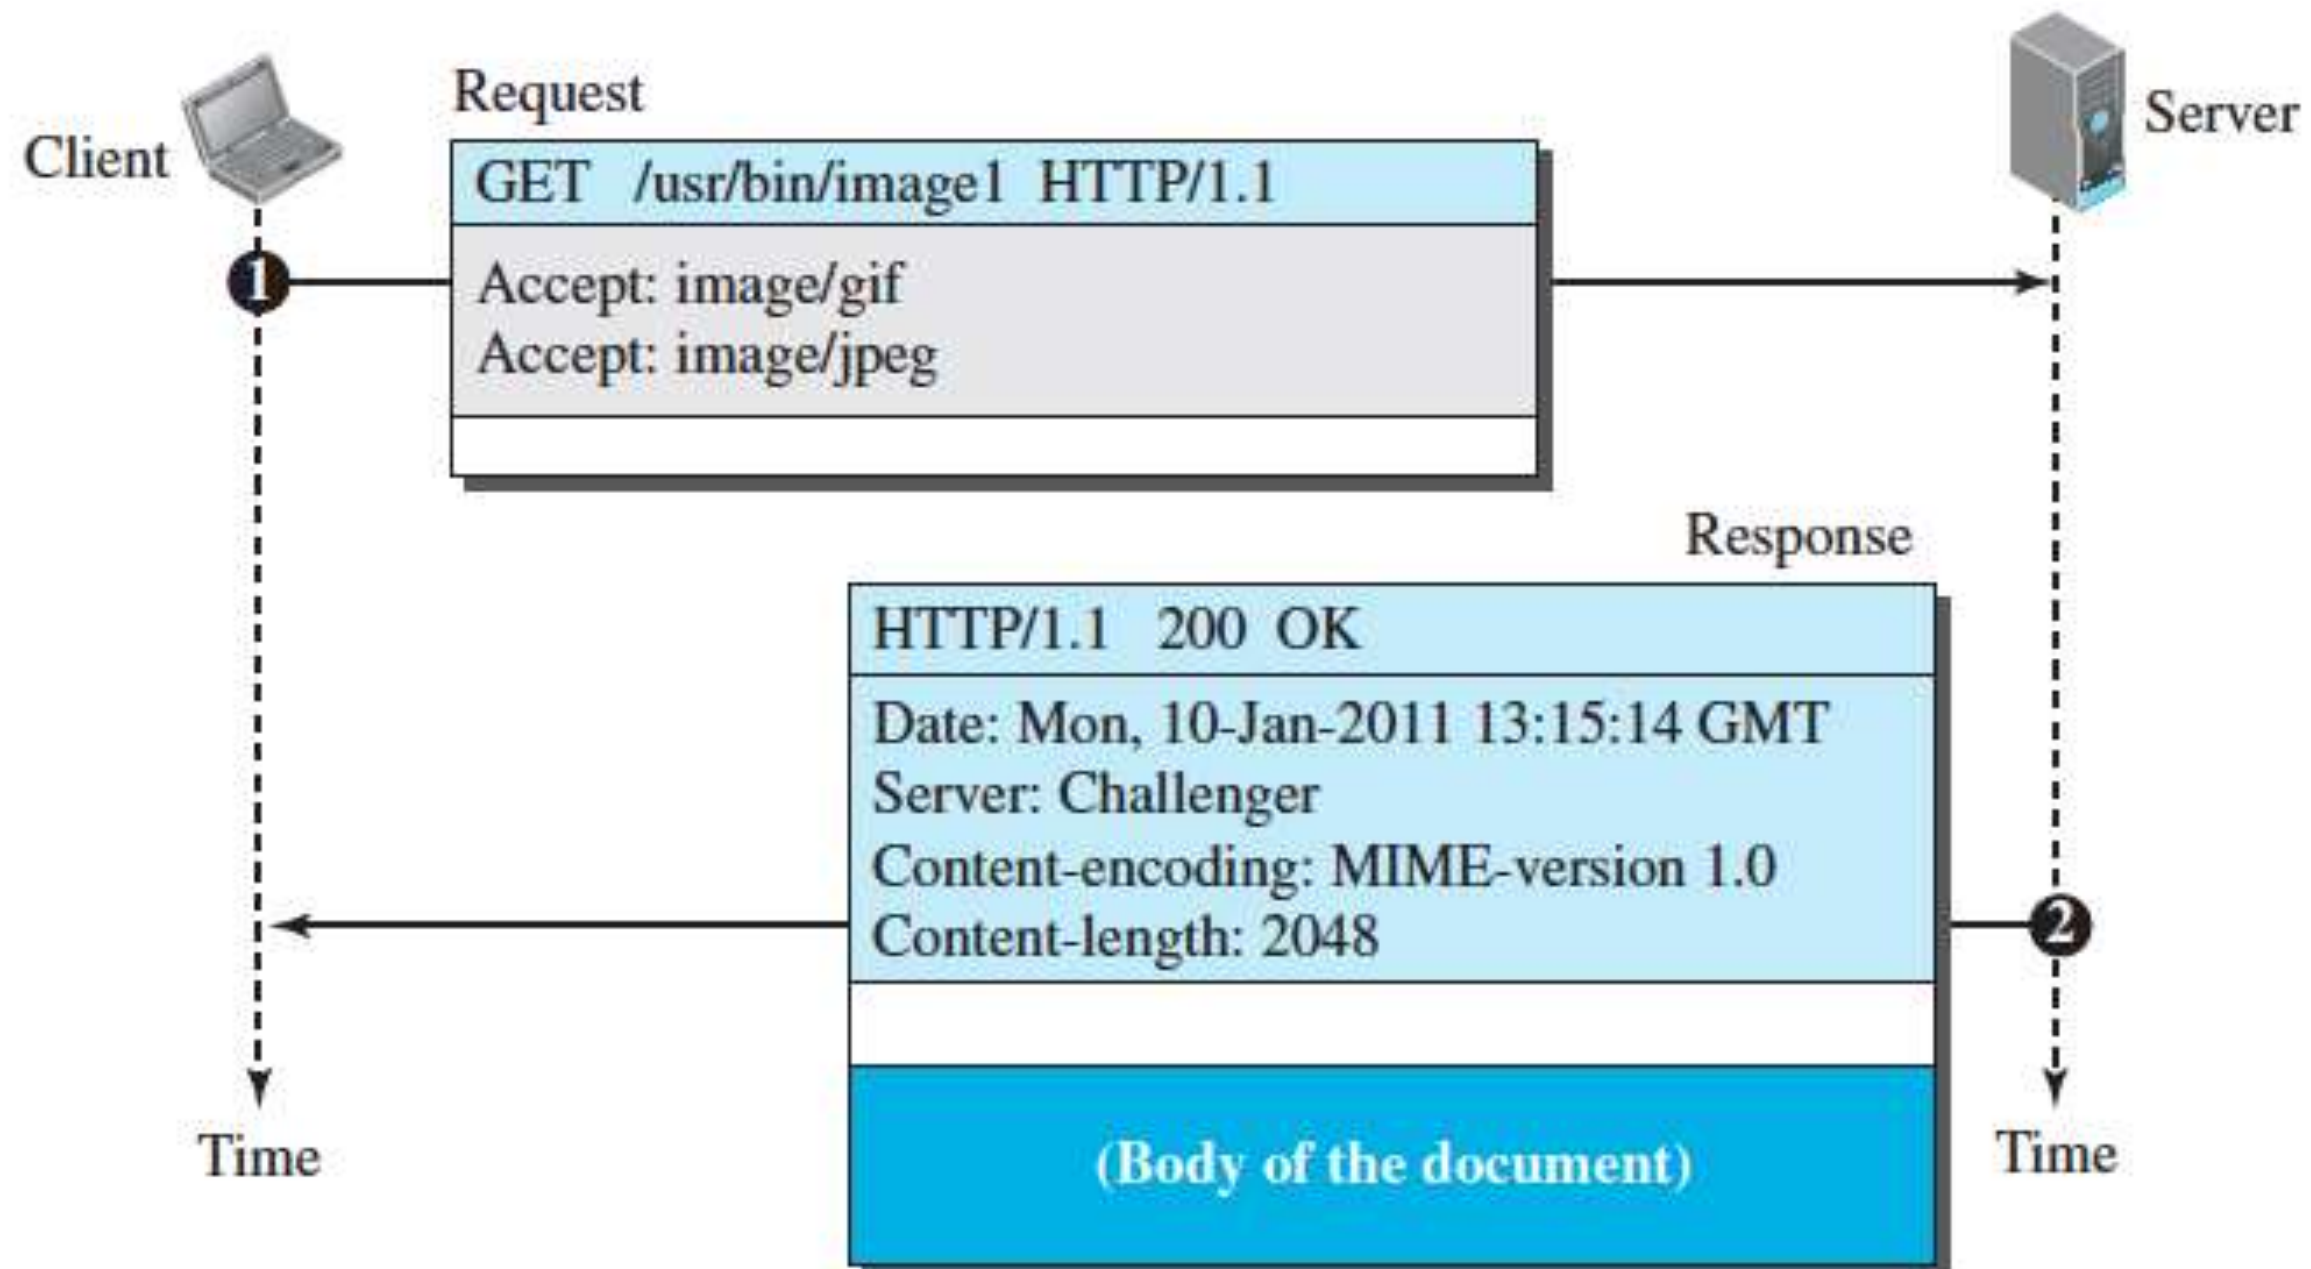 Request
Client
Server
GET /usr/bin/image1 HTTP/1.1
1
Accept: image/gif
Accept: image/jpeg
Response
HTTP/1.1 200 OK
Date: Mon, 10-Jan-2011 13:15:14 GMT
Server: Challenger
Content-encoding: MIME-version 1.0
Content-length: 2048
2
(Body of the document)
Time
Time